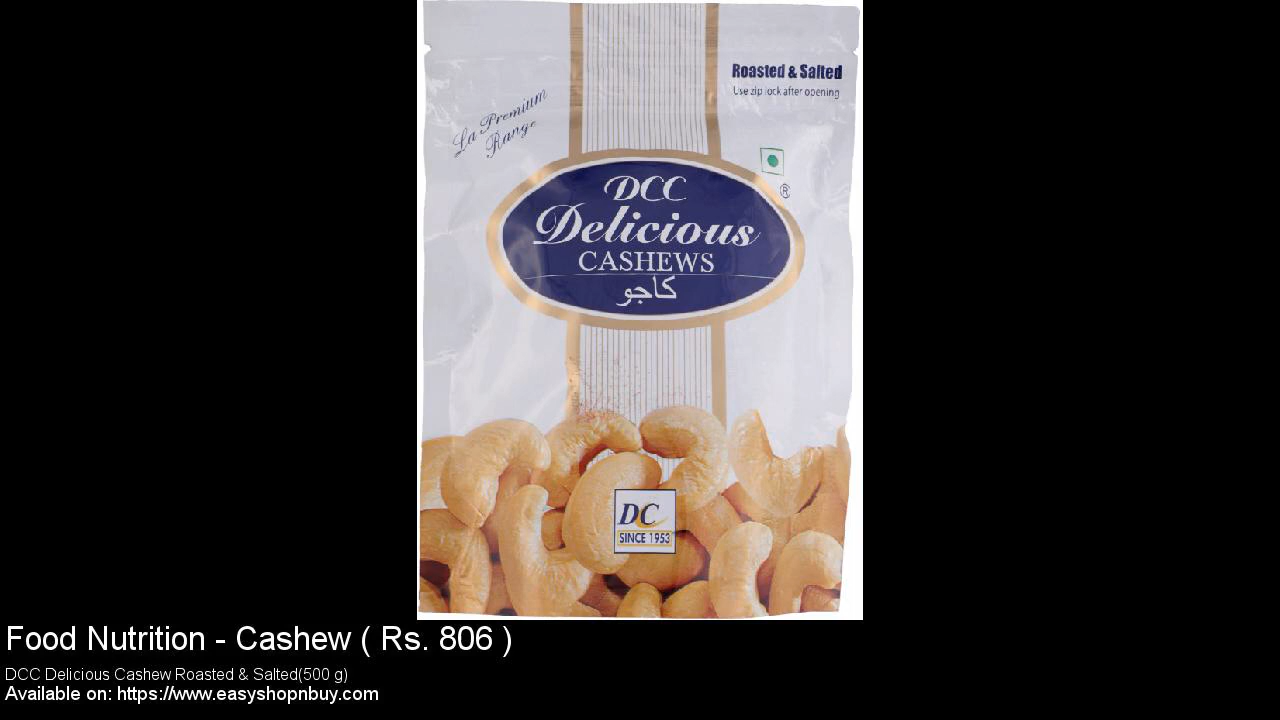 Roasted & Salted
Use zip lock after opening
La Premium
Range
®
DCC
Delicious
CASHEWS
کاجو
DC
SINCE 1953
Food Nutrition - Cashew ( Rs. 806 )
DCC Delicious Cashew Roasted & Salted(500 g)
Available on: https://www.easyshopnbuy.com